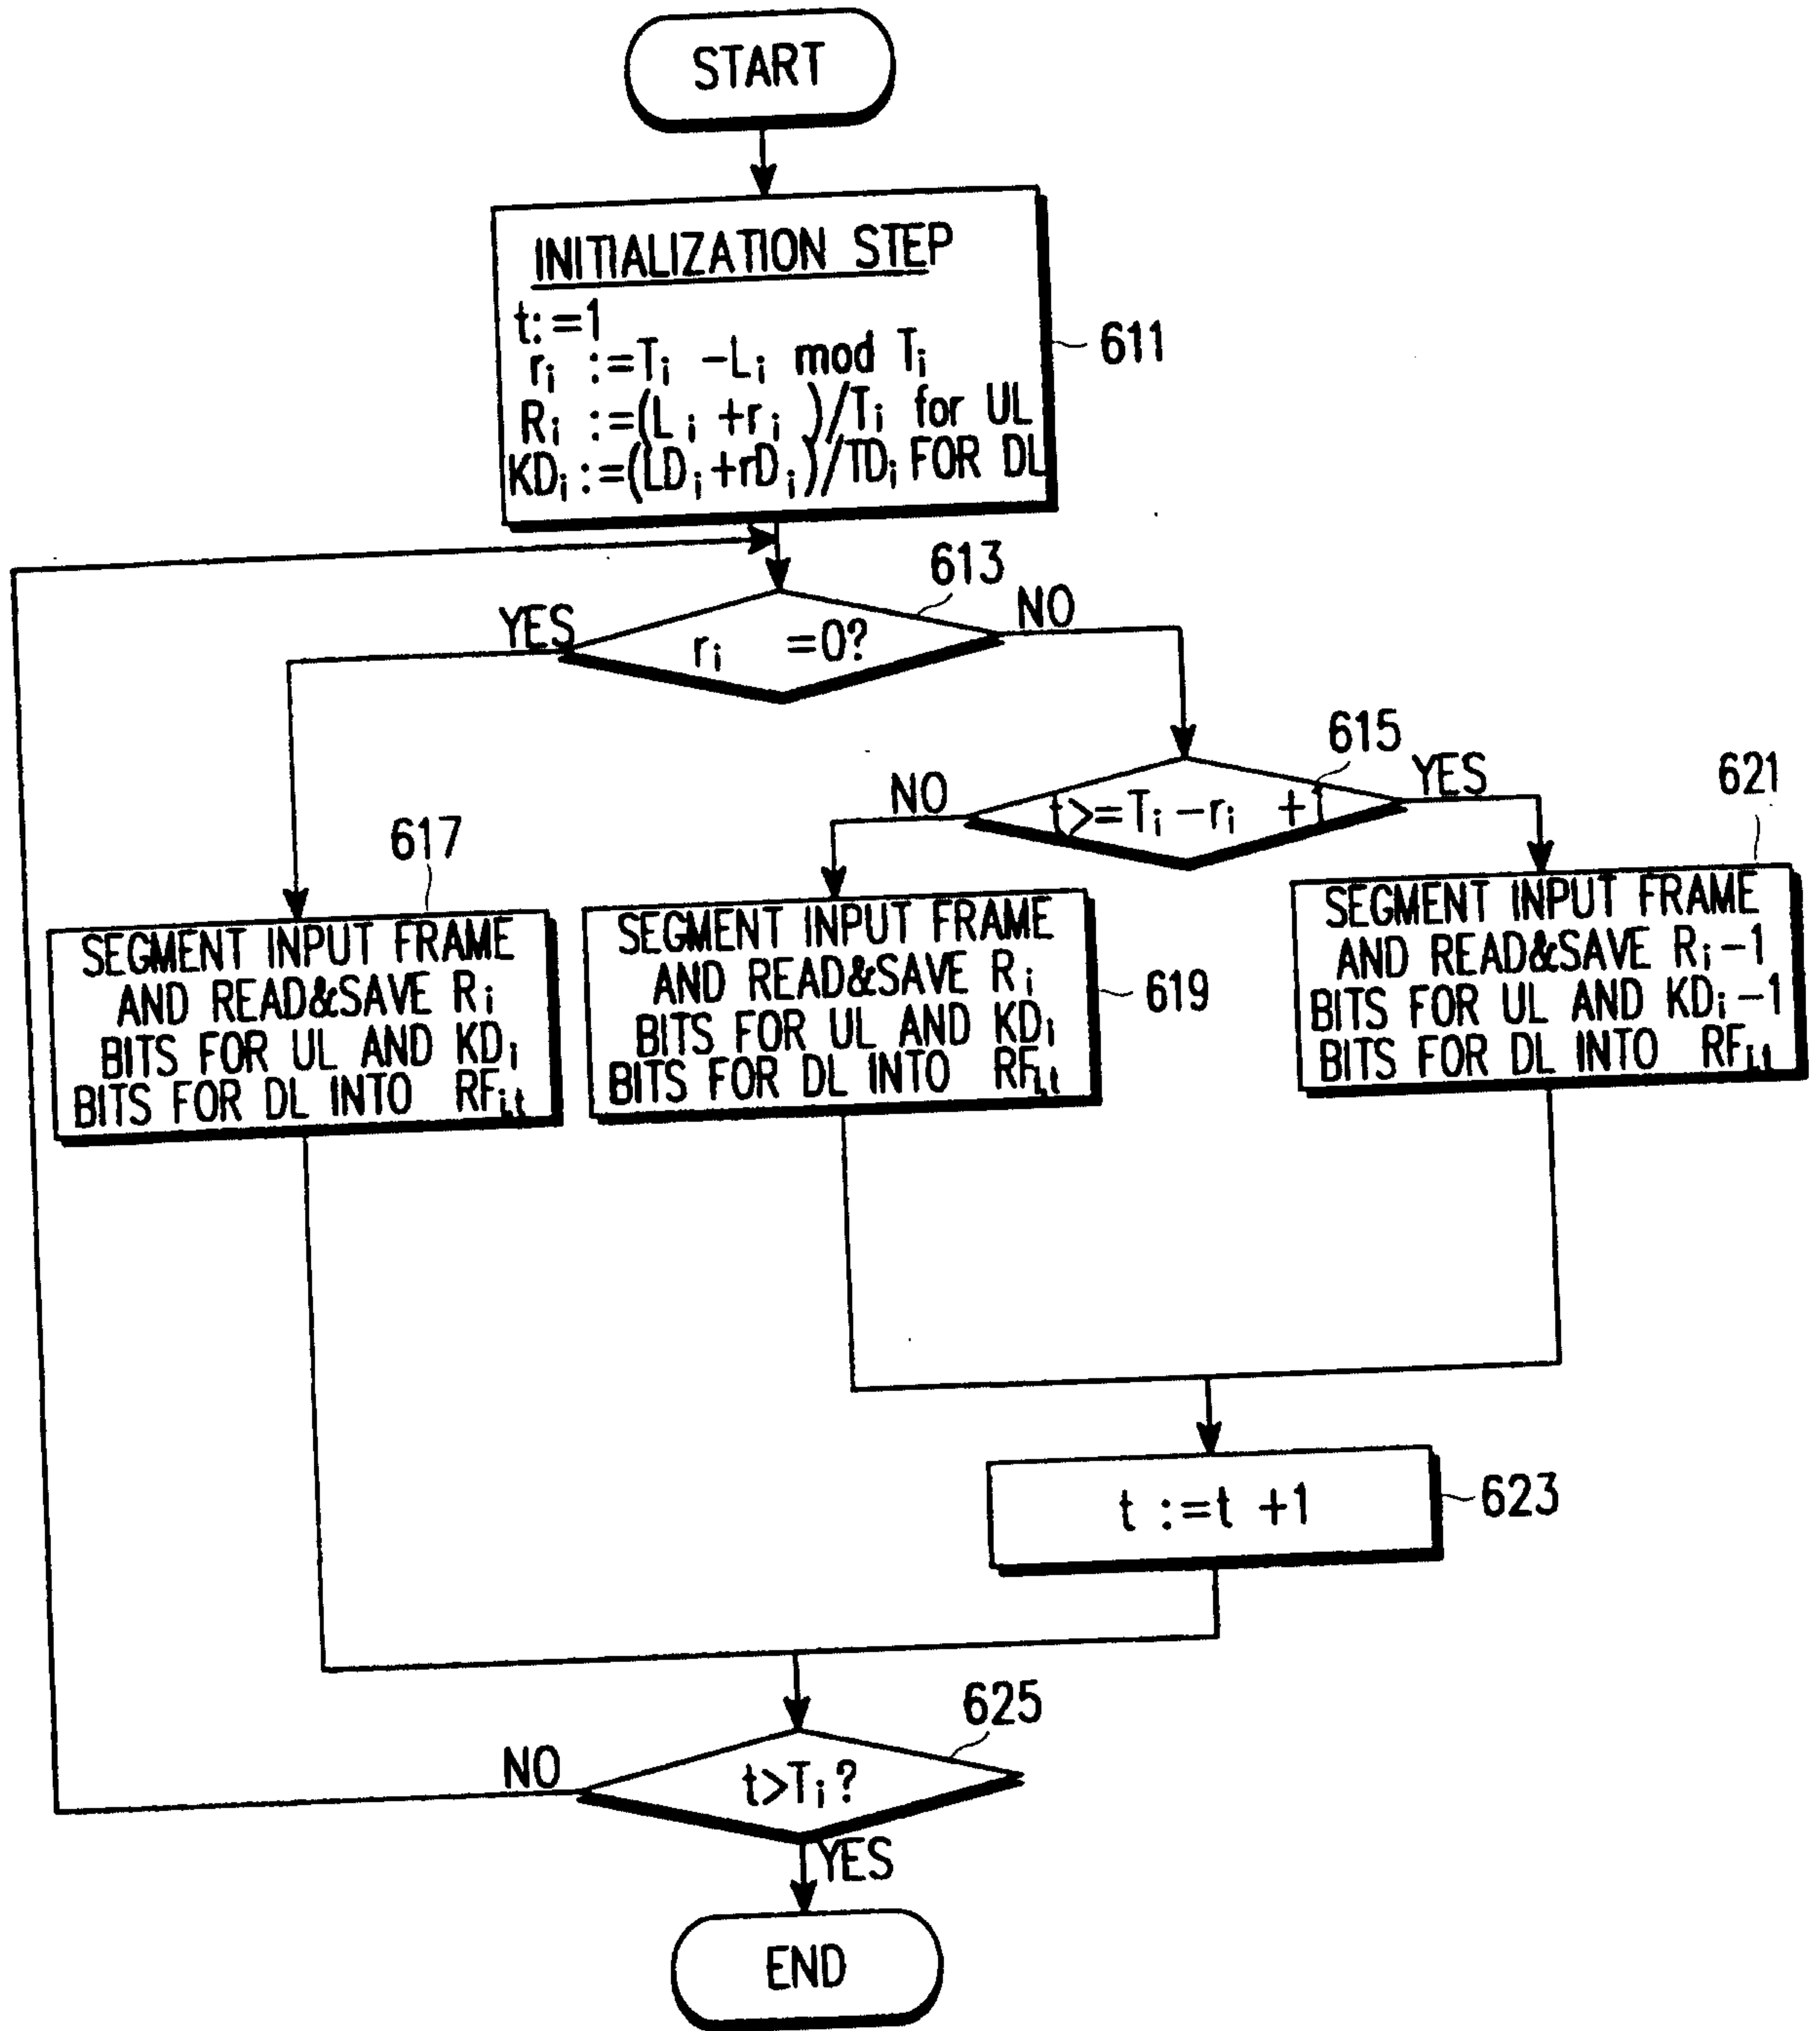 START
INITIALIZATION STEP
t:=1
ri :=Ti -Li mod Ti
Ri :=(Li +ri )/Ti for UL
KDi:=(LDi+rDi)/TDi FOR DL
611
613
YES
NO
ri =0?
615
NO
YES
t>=Ti-ri +1
621
617
SEGMENT INPUT FRAME
AND READ&SAVE Ri
BITS FOR UL AND KDi
BITS FOR DL INTO RFi,t
SEGMENT INPUT FRAME
AND READ&SAVE Ri
BITS FOR UL AND KDi
BITS FOR DL INTO RFi,t
619
SEGMENT INPUT FRAME
AND READ&SAVE Ri-1
BITS FOR UL AND KDi-1
BITS FOR DL INTO RFi,t
t :=t +1
623
625
NO
t>Ti?
YES
END